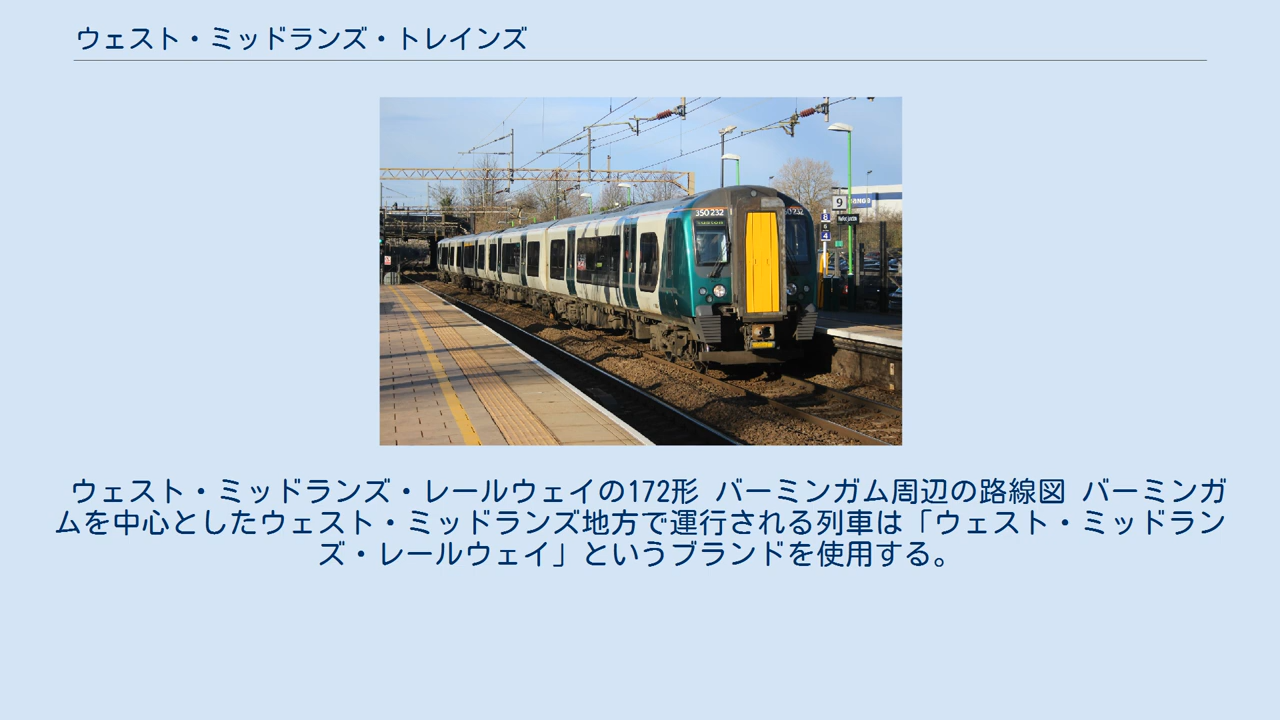 ウェスト・ミッドランズ・トレインズ
350 232
9
8
4
ウェスト・ミッドランズ・レールウェイの172形 バーミンガム周辺の路線図 バーミンガ
ムを中心としたウェスト・ミッドランズ地方で運行される列車は「ウェスト・ミッドラン
ズ・レールウェイ」というブランドを使用する。